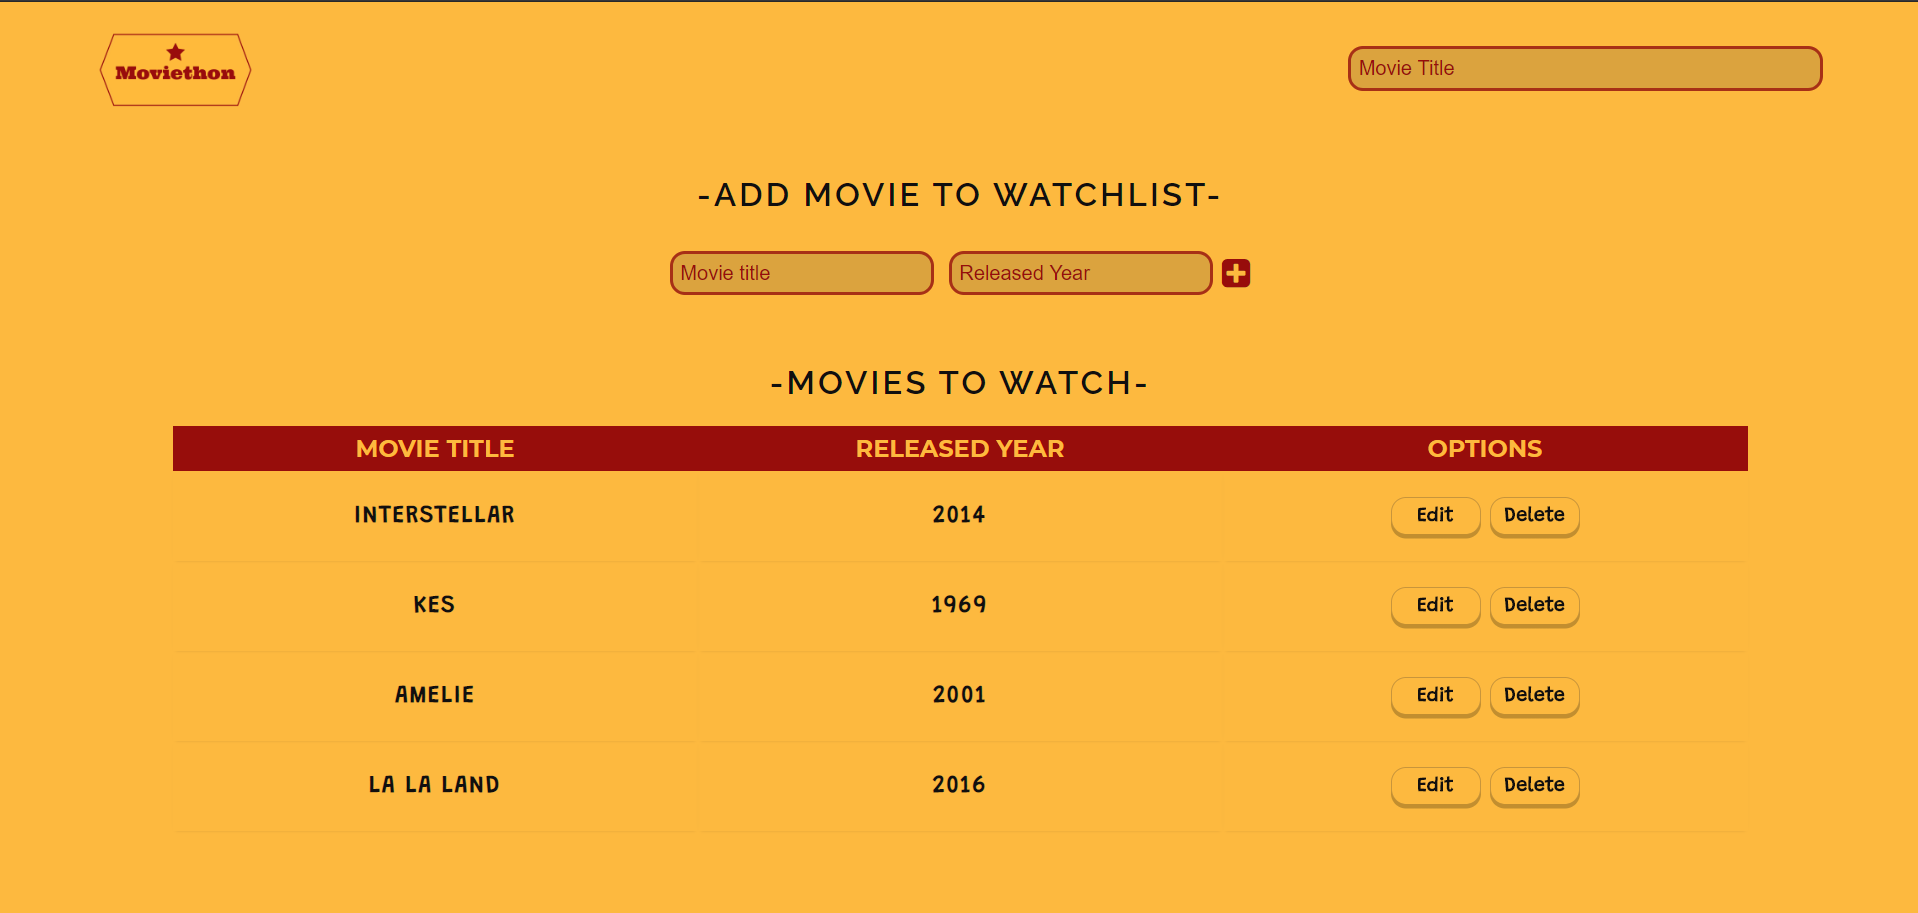 Moviethon
Movie Title
-ADD MOVIE TO WATCHLIST-
Movie title Released Year
-MOVIES TO WATCH-
MOVIE TITLE RELEASED YEAR OPTIONS
INTERSTELLAR 2014 Edit Delete
KES 1969 Edit Delete
AMELIE 2001 Edit Delete
LA LA LAND 2016 Edit Delete